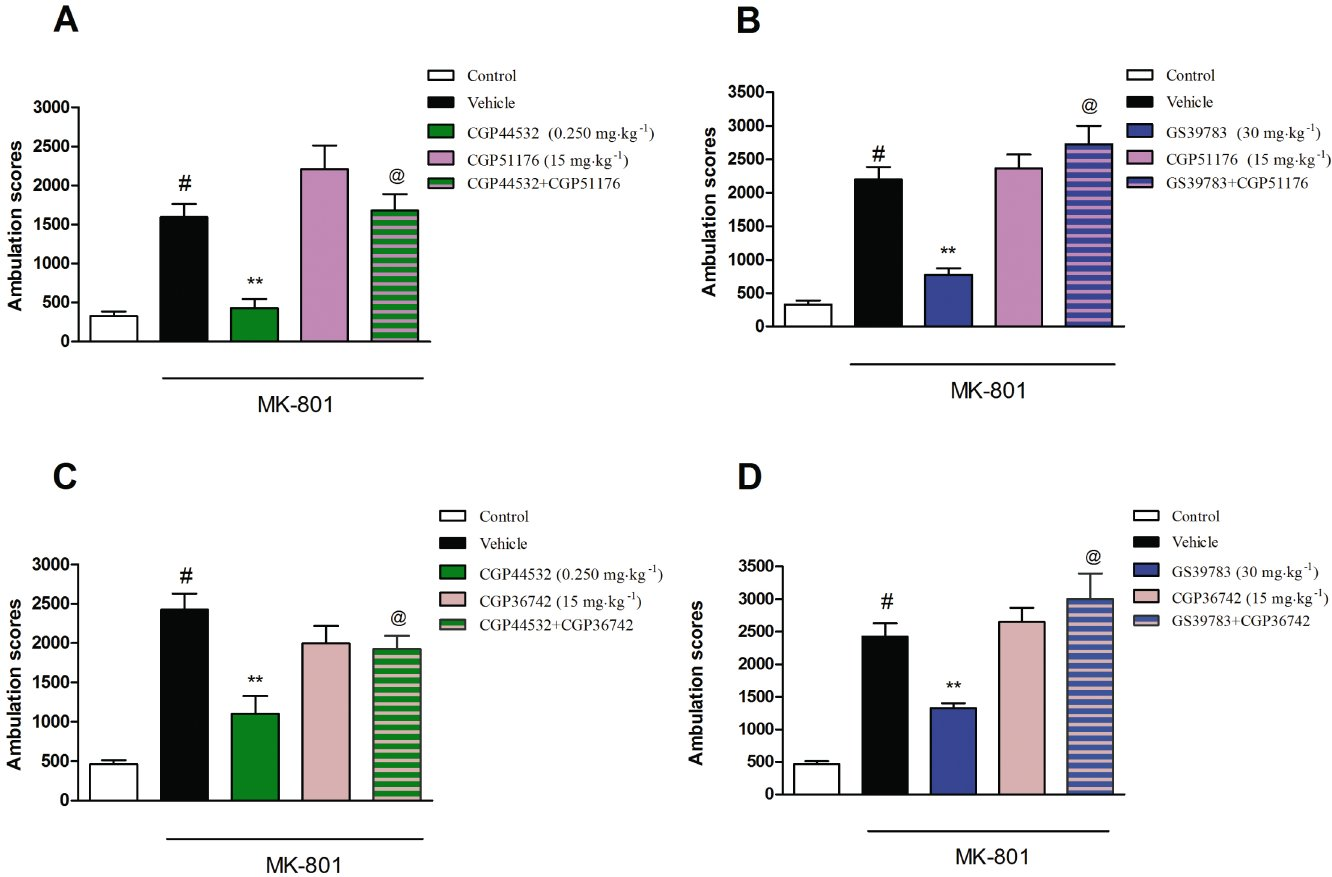 A
Control
Vehicle
CGP44532 (0.250 mg·kg-1)
CGP51176 (15 mg·kg-1)
CGP44532+CGP51176
Ambulation scores
3000
2500
2000
1500
1000
500
0
#
**
@
MK-801
B
Control
Vehicle
GS39783 (30 mg·kg-1)
CGP51176 (15 mg·kg-1)
GS39783+CGP51176
Ambulation scores
3500
3000
2500
2000
1500
1000
500
0
#
**
@
MK-801
C
Control
Vehicle
CGP44532 (0.250 mg·kg-1)
CGP36742 (15 mg·kg-1)
CGP44532+CGP36742
Ambulation scores
3000
2500
2000
1500
1000
500
0
#
**
@
MK-801
D
Control
Vehicle
GS39783 (30 mg·kg-1)
CGP36742 (15 mg·kg-1)
GS39783+CGP36742
Ambulation scores
3500
3000
2500
2000
1500
1000
500
0
#
**
@
MK-801